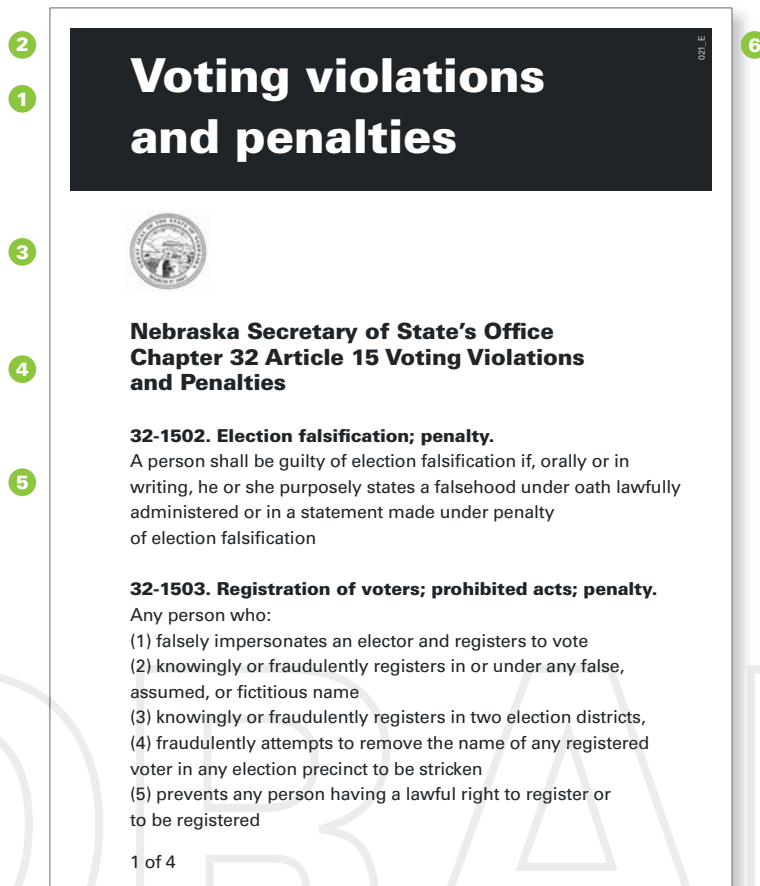 2
6
021_E
Voting violations
1
and penalties
3
Nebraska Secretary of State’s Office
Chapter 32 Article 15 Voting Violations
4
and Penalties
32-1502. Election falsification; penalty.
A person shall be guilty of election falsification if, orally or in
5
writing, he or she purposely states a falsehood under oath lawfully
administered or in a statement made under penalty
of election falsification
32-1503. Registration of voters; prohibited acts; penalty.
Any person who:
(1) falsely impersonates an elector and registers to vote
(2) knowingly or fraudulently registers in or under any false,
assumed, or fictitious name
(3) knowingly or fraudulently registers in two election districts,
(4) fraudulently attempts to remove the name of any registered
voter in any election precinct to be stricken
(5) prevents any person having a lawful right to register or
to be registered
1 of 4